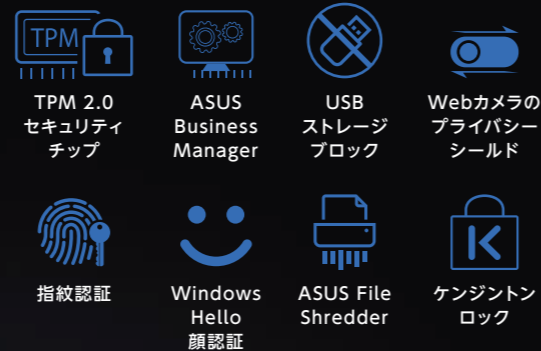 TPM
TPM 2.0
セキュリティ
チップ
ASUS
Business
Manager
USB
ストレージ
ブロック
Webカメラの
プライバシー
シールド
指紋認証
Windows
Hello
顔認証
ASUS File
Shredder
K
ケンジントン
ロック